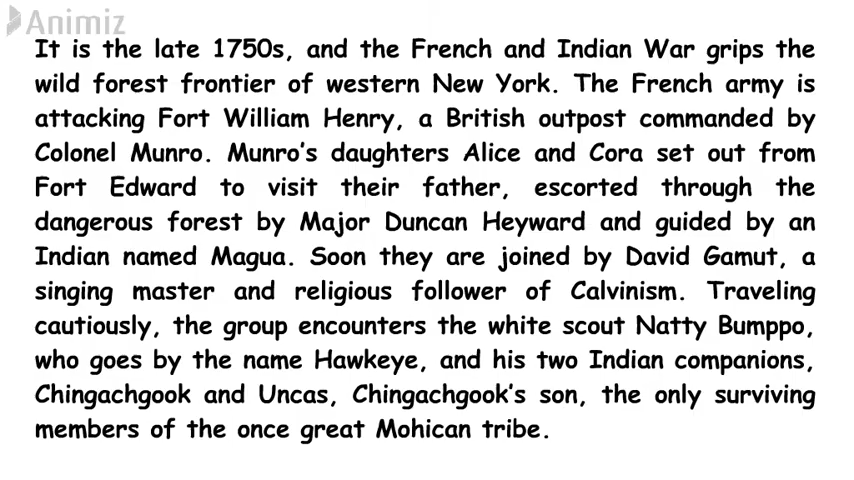 Animiz
It is the late 1750s, and the French and Indian War grips the
wild forest frontier of western New York. The French army is
attacking Fort William Henry, a British outpost commanded by
Colonel Munro. Munro's daughters Alice and Cora set out from
Fort Edward to visit their father, escorted through the
dangerous forest by Major Duncan Heyward and guided by an
Indian named Magua. Soon they are joined by David Gamut, a
singing master and religious follower of Calvinism. Traveling
cautiously, the group encounters the white scout Natty Bumppo,
who goes by the name Hawkeye, and his two Indian companions,
Chingachgook and Uncas, Chingachgook's son, the only surviving
members of the once great Mohican tribe.